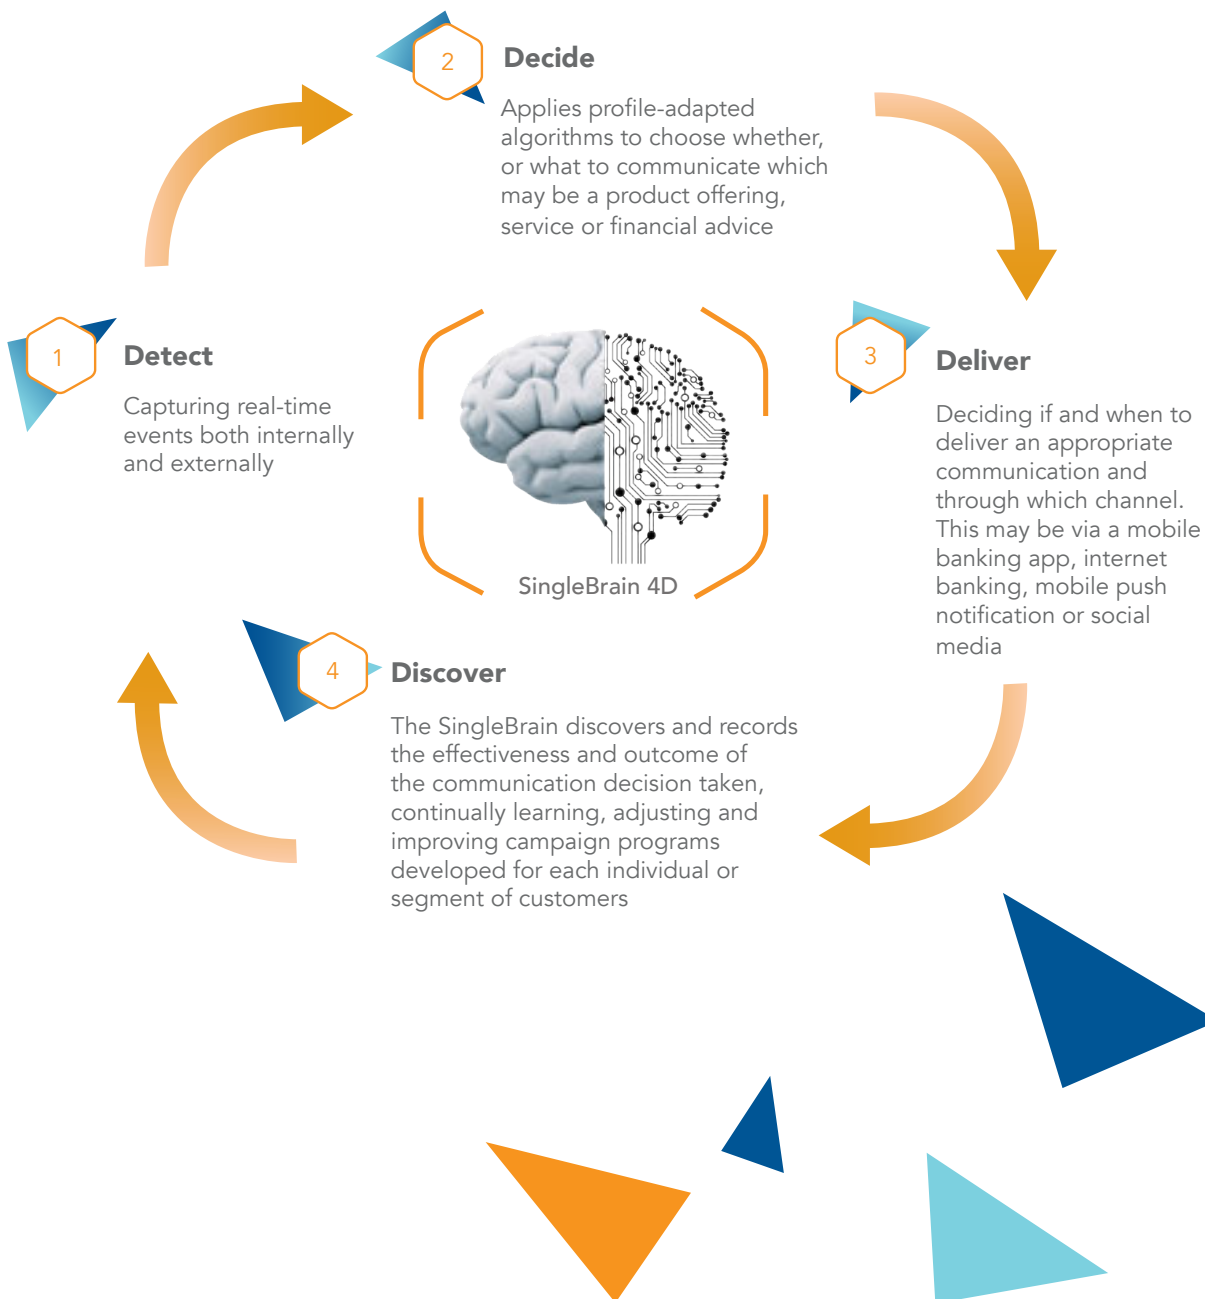 1
Detect
Capturing real-time
events both internally
and externally
2
Decide
Applies profile-adapted
algorithms to choose whether,
or what to communicate which
may be a product offering,
service or financial advice
3
Deliver
Deciding if and when to
deliver an appropriate
communication and
through which channel.
This may be via a mobile
banking app, internet
banking, mobile push
notification or social
media
4
Discover
The SingleBrain discovers and records
the effectiveness and outcome of
the communication decision taken,
continually learning, adjusting and
improving campaign programs
developed for each individual or
segment of customers
SingleBrain 4D